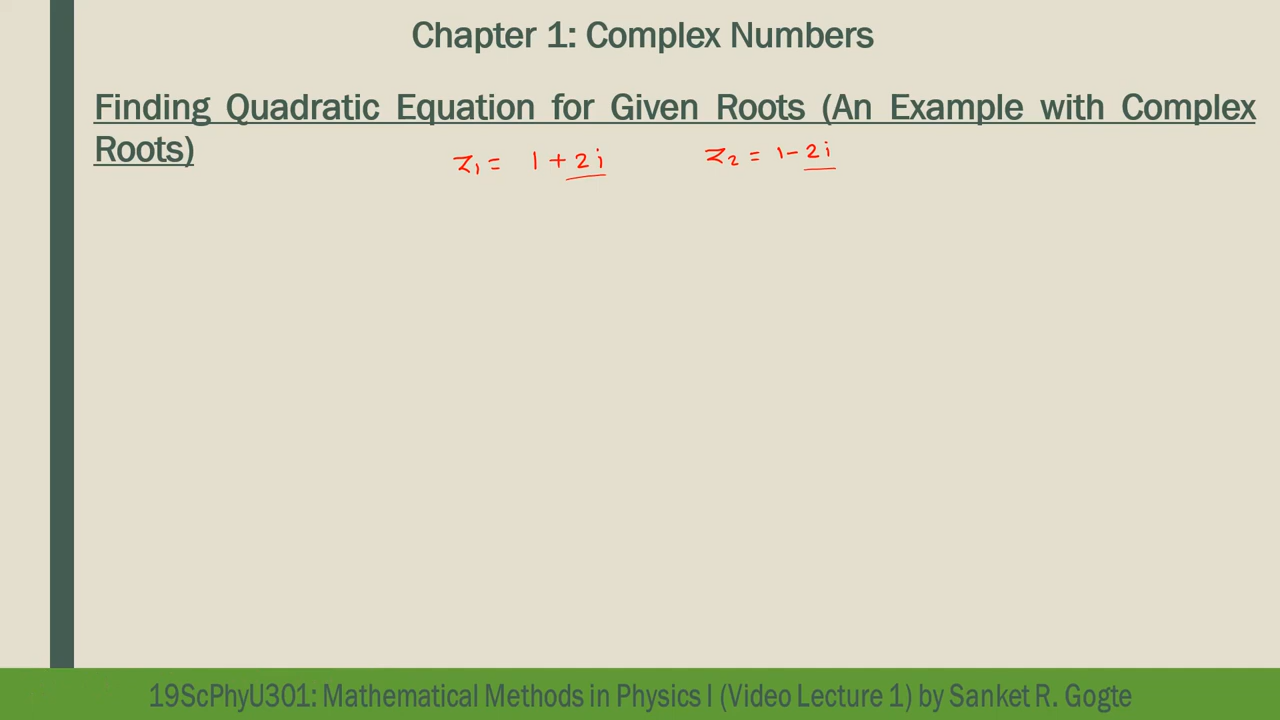 Chapter 1: Complex Numbers
Finding Quadratic Equation for Given Roots (An Example with Complex
Roots)
z₁ = 1 + 2i z₂ = 1 - 2i
19ScPhyU301: Mathematical Methods in Physics I (Video Lecture 1) by Sanket R. Gogte